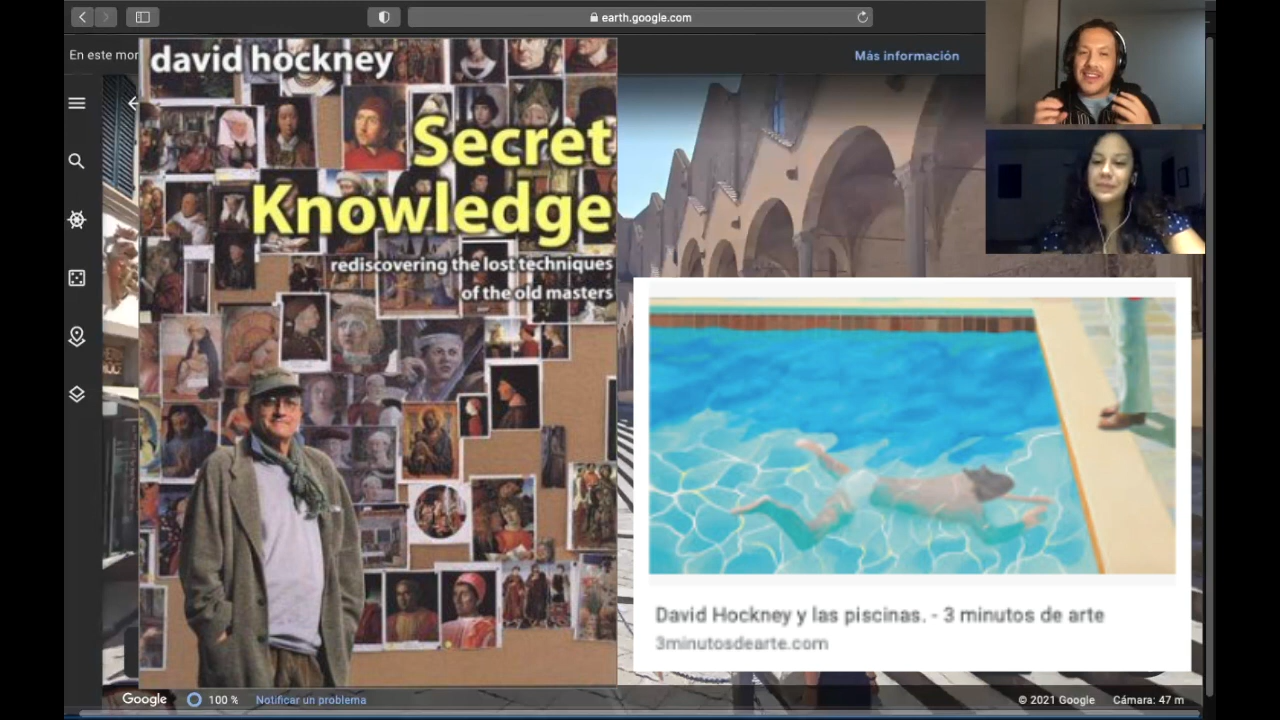 earth.google.com
En este mor
Más información
david hockney
Secret
Knowledge
rediscovering the lost techniques
of the old masters
David Hockney y las piscinas. - 3 minutos de arte
3minutosdearte.com
Google
100 %
Notificar un problema
© 2021 Google
Cámara: 47 m